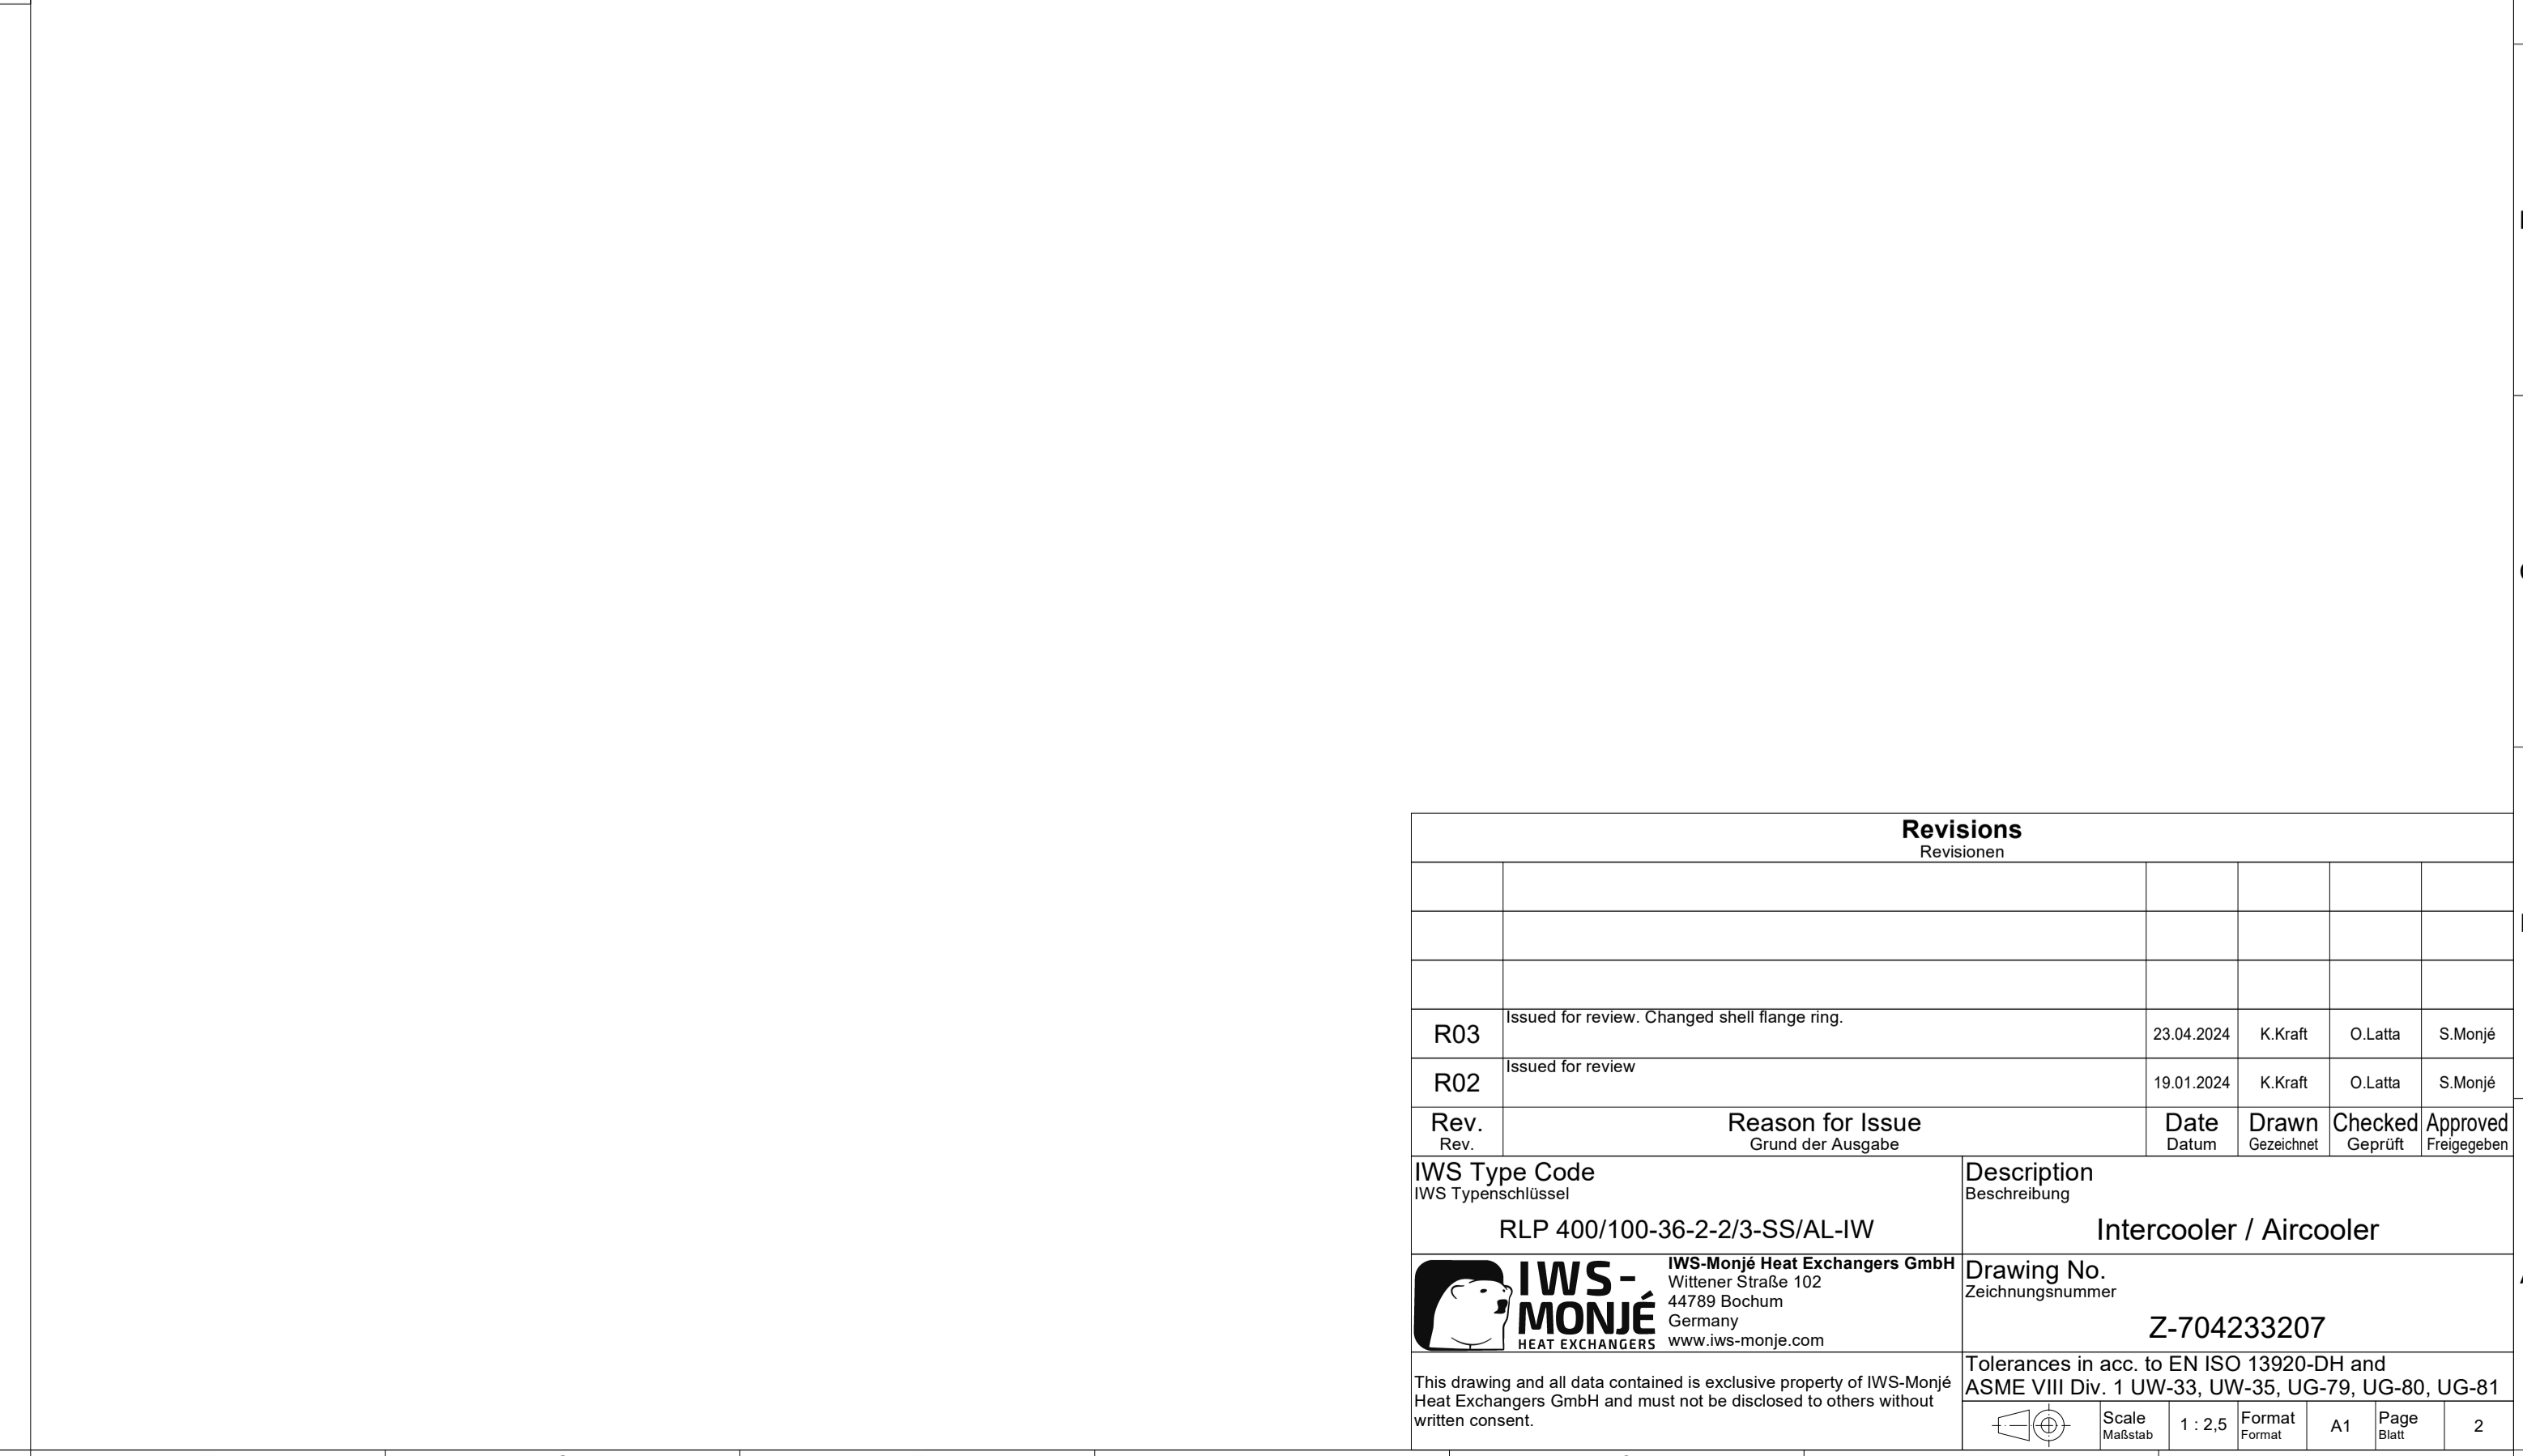 Revisions
Revisionen
R03 Issued for review. Changed shell flange ring. 23.04.2024 K.Kraft O.Latta S.Monjé
R02 Issued for review 19.01.2024 K.Kraft O.Latta S.Monjé
Rev. Reason for Issue Date Drawn Checked Approved
Rev. Grund der Ausgabe Datum Gezeichnet Geprüft Freigegeben
IWS Type Code
IWS Typenschlüssel
RLP 400/100-36-2-2/3-SS/AL-IW
Description
Beschreibung
Intercooler / Aircooler
IWS-
MONJÉ
HEAT EXCHANGERS
IWS-Monjé Heat Exchangers GmbH
Wittener Straße 102
44789 Bochum
Germany
www.iws-monje.com
Drawing No.
Zeichnungsnummer
Z-704233207
This drawing and all data contained is exclusive property of IWS-Monjé
Heat Exchangers GmbH and must not be disclosed to others without
written consent.
Tolerances in acc. to EN ISO 13920-DH and
ASME VIII Div. 1 UW-33, UW-35, UG-79, UG-80, UG-81
Scale 1 : 2,5 Format A1 Page 2
Maßstab Format Blatt